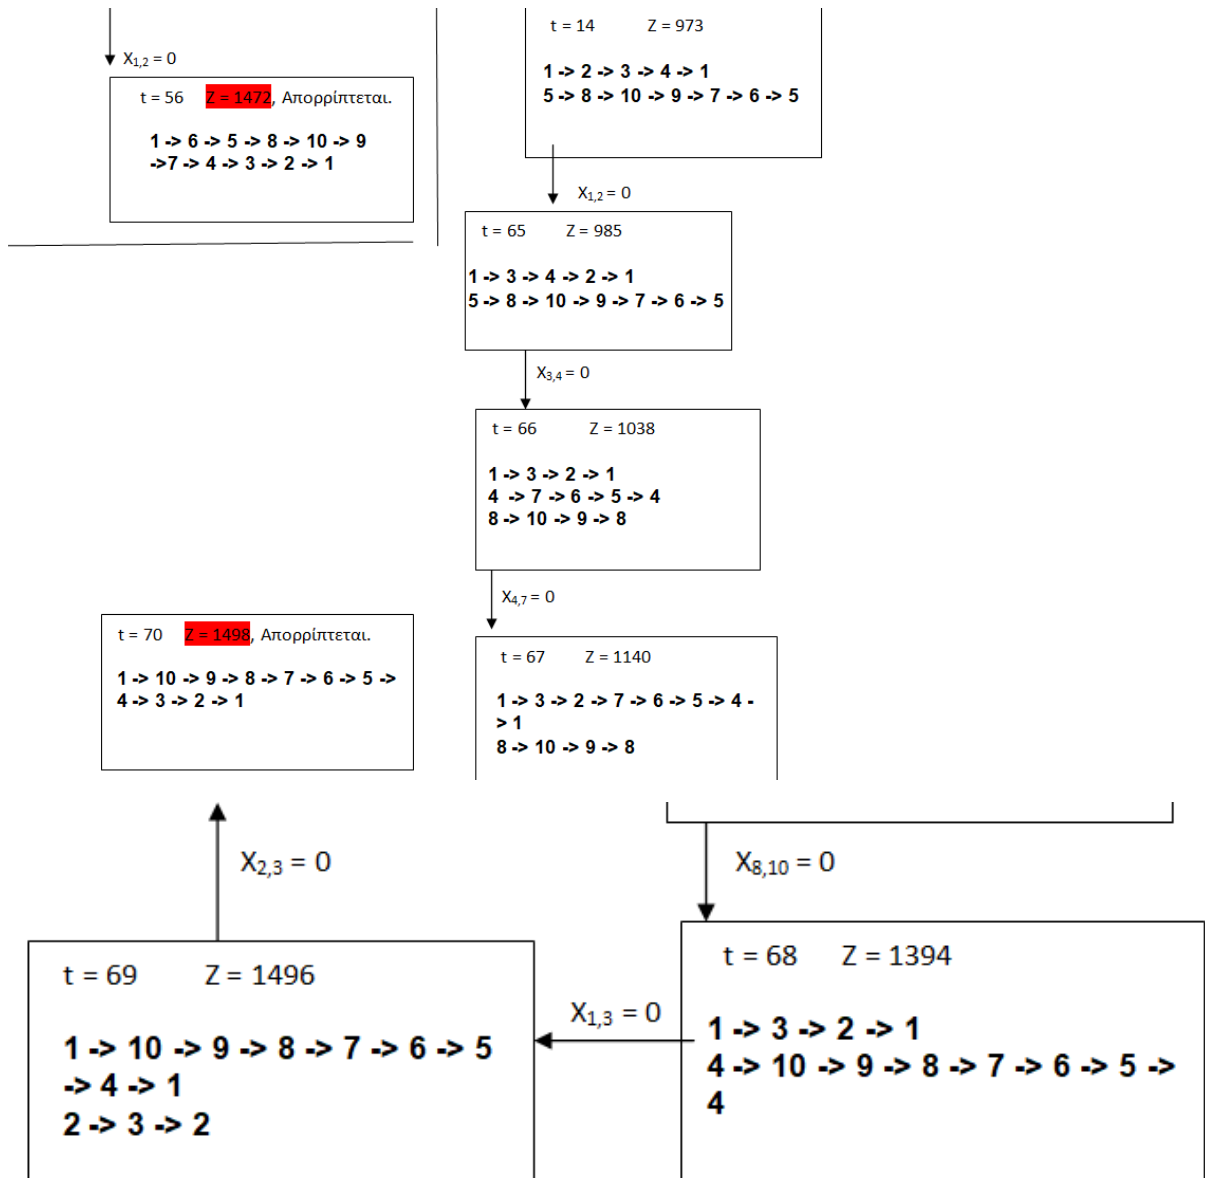 X1,2 = 0
t = 56 Z = 1472, Απορρίπτεται.
1 -> 6 -> 5 -> 8 -> 10 -> 9
->7 -> 4 -> 3 -> 2 -> 1
t = 14 Z = 973
1 -> 2 -> 3 -> 4 -> 1
5 -> 8 -> 10 -> 9 -> 7 -> 6 -> 5
X1,2 = 0
t = 65 Z = 985
1 -> 3 -> 4 -> 2 -> 1
5 -> 8 -> 10 -> 9 -> 7 -> 6 -> 5
X3,4 = 0
t = 66 Z = 1038
1 -> 3 -> 2 -> 1
4 -> 7 -> 6 -> 5 -> 4
8 -> 10 -> 9 -> 8
X4,7 = 0
t = 67 Z = 1140
1 -> 3 -> 2 -> 7 -> 6 -> 5 -> 4 -
> 1
8 -> 10 -> 9 -> 8
X8,10 = 0
t = 68 Z = 1394
1 -> 3 -> 2 -> 1
4 -> 10 -> 9 -> 8 -> 7 -> 6 -> 5 ->
4
X1,3 = 0
t = 69 Z = 1496
1 -> 10 -> 9 -> 8 -> 7 -> 6 -> 5
-> 4 -> 1
2 -> 3 -> 2
X2,3 = 0
t = 70 Z = 1498, Απορρίπτεται.
1 -> 10 -> 9 -> 8 -> 7 -> 6 -> 5 ->
4 -> 3 -> 2 -> 1